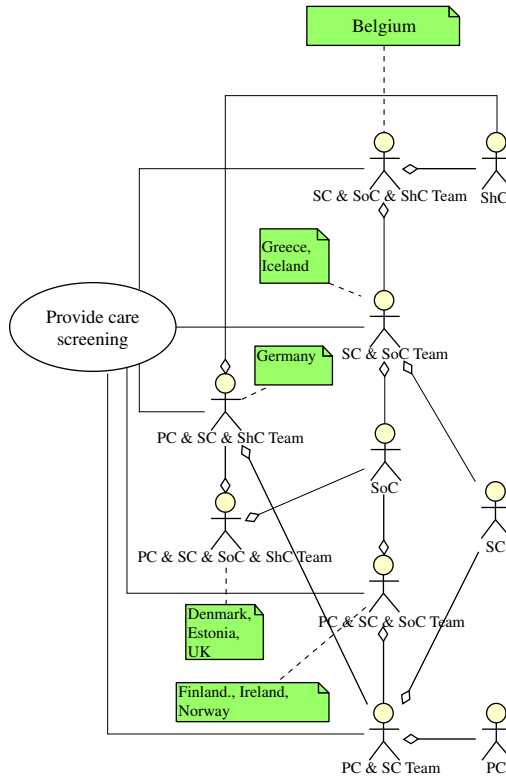 Belgium
SC & SoC & ShC Team
ShC
Greece,
Iceland
Provide care
screening
SC & SoC Team
Germany
PC & SC & ShC Team
SoC
PC & SC & SoC & ShC Team
SC
Denmark,
Estonia,
UK
PC & SC & SoC Team
Finland., Ireland,
Norway
PC & SC Team
PC